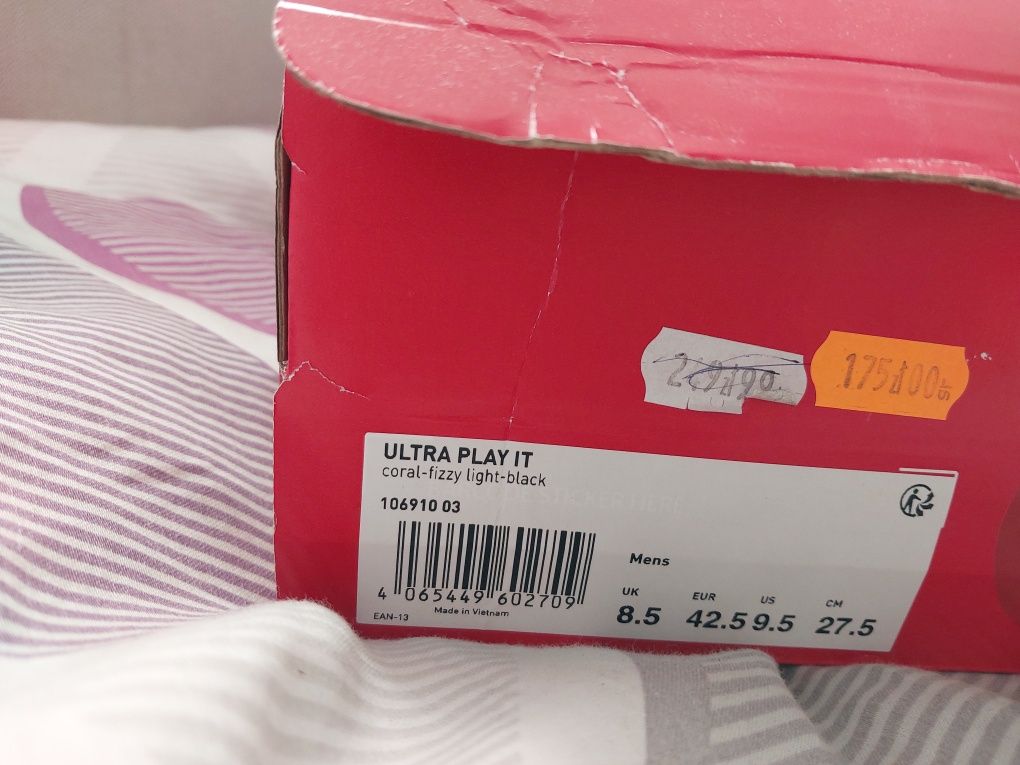 175zł00gr
ULTRA PLAY IT
coral-fizzy light-black
106910 03
Mens
UK EUR US CM
8.5 42.5 9.5 27.5
4 065449 602709
Made in Vietnam
EAN-13